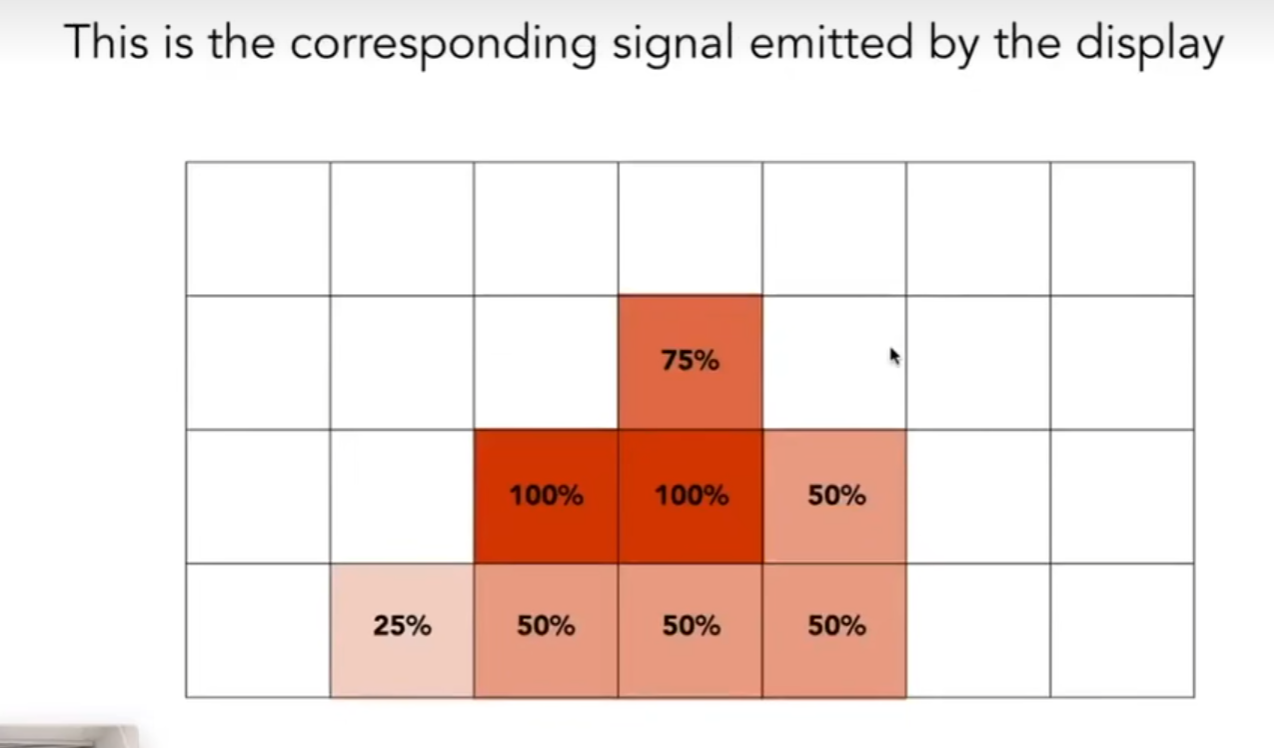 This is the corresponding signal emitted by the display
75%
100% 100% 50%
25% 50% 50% 50%